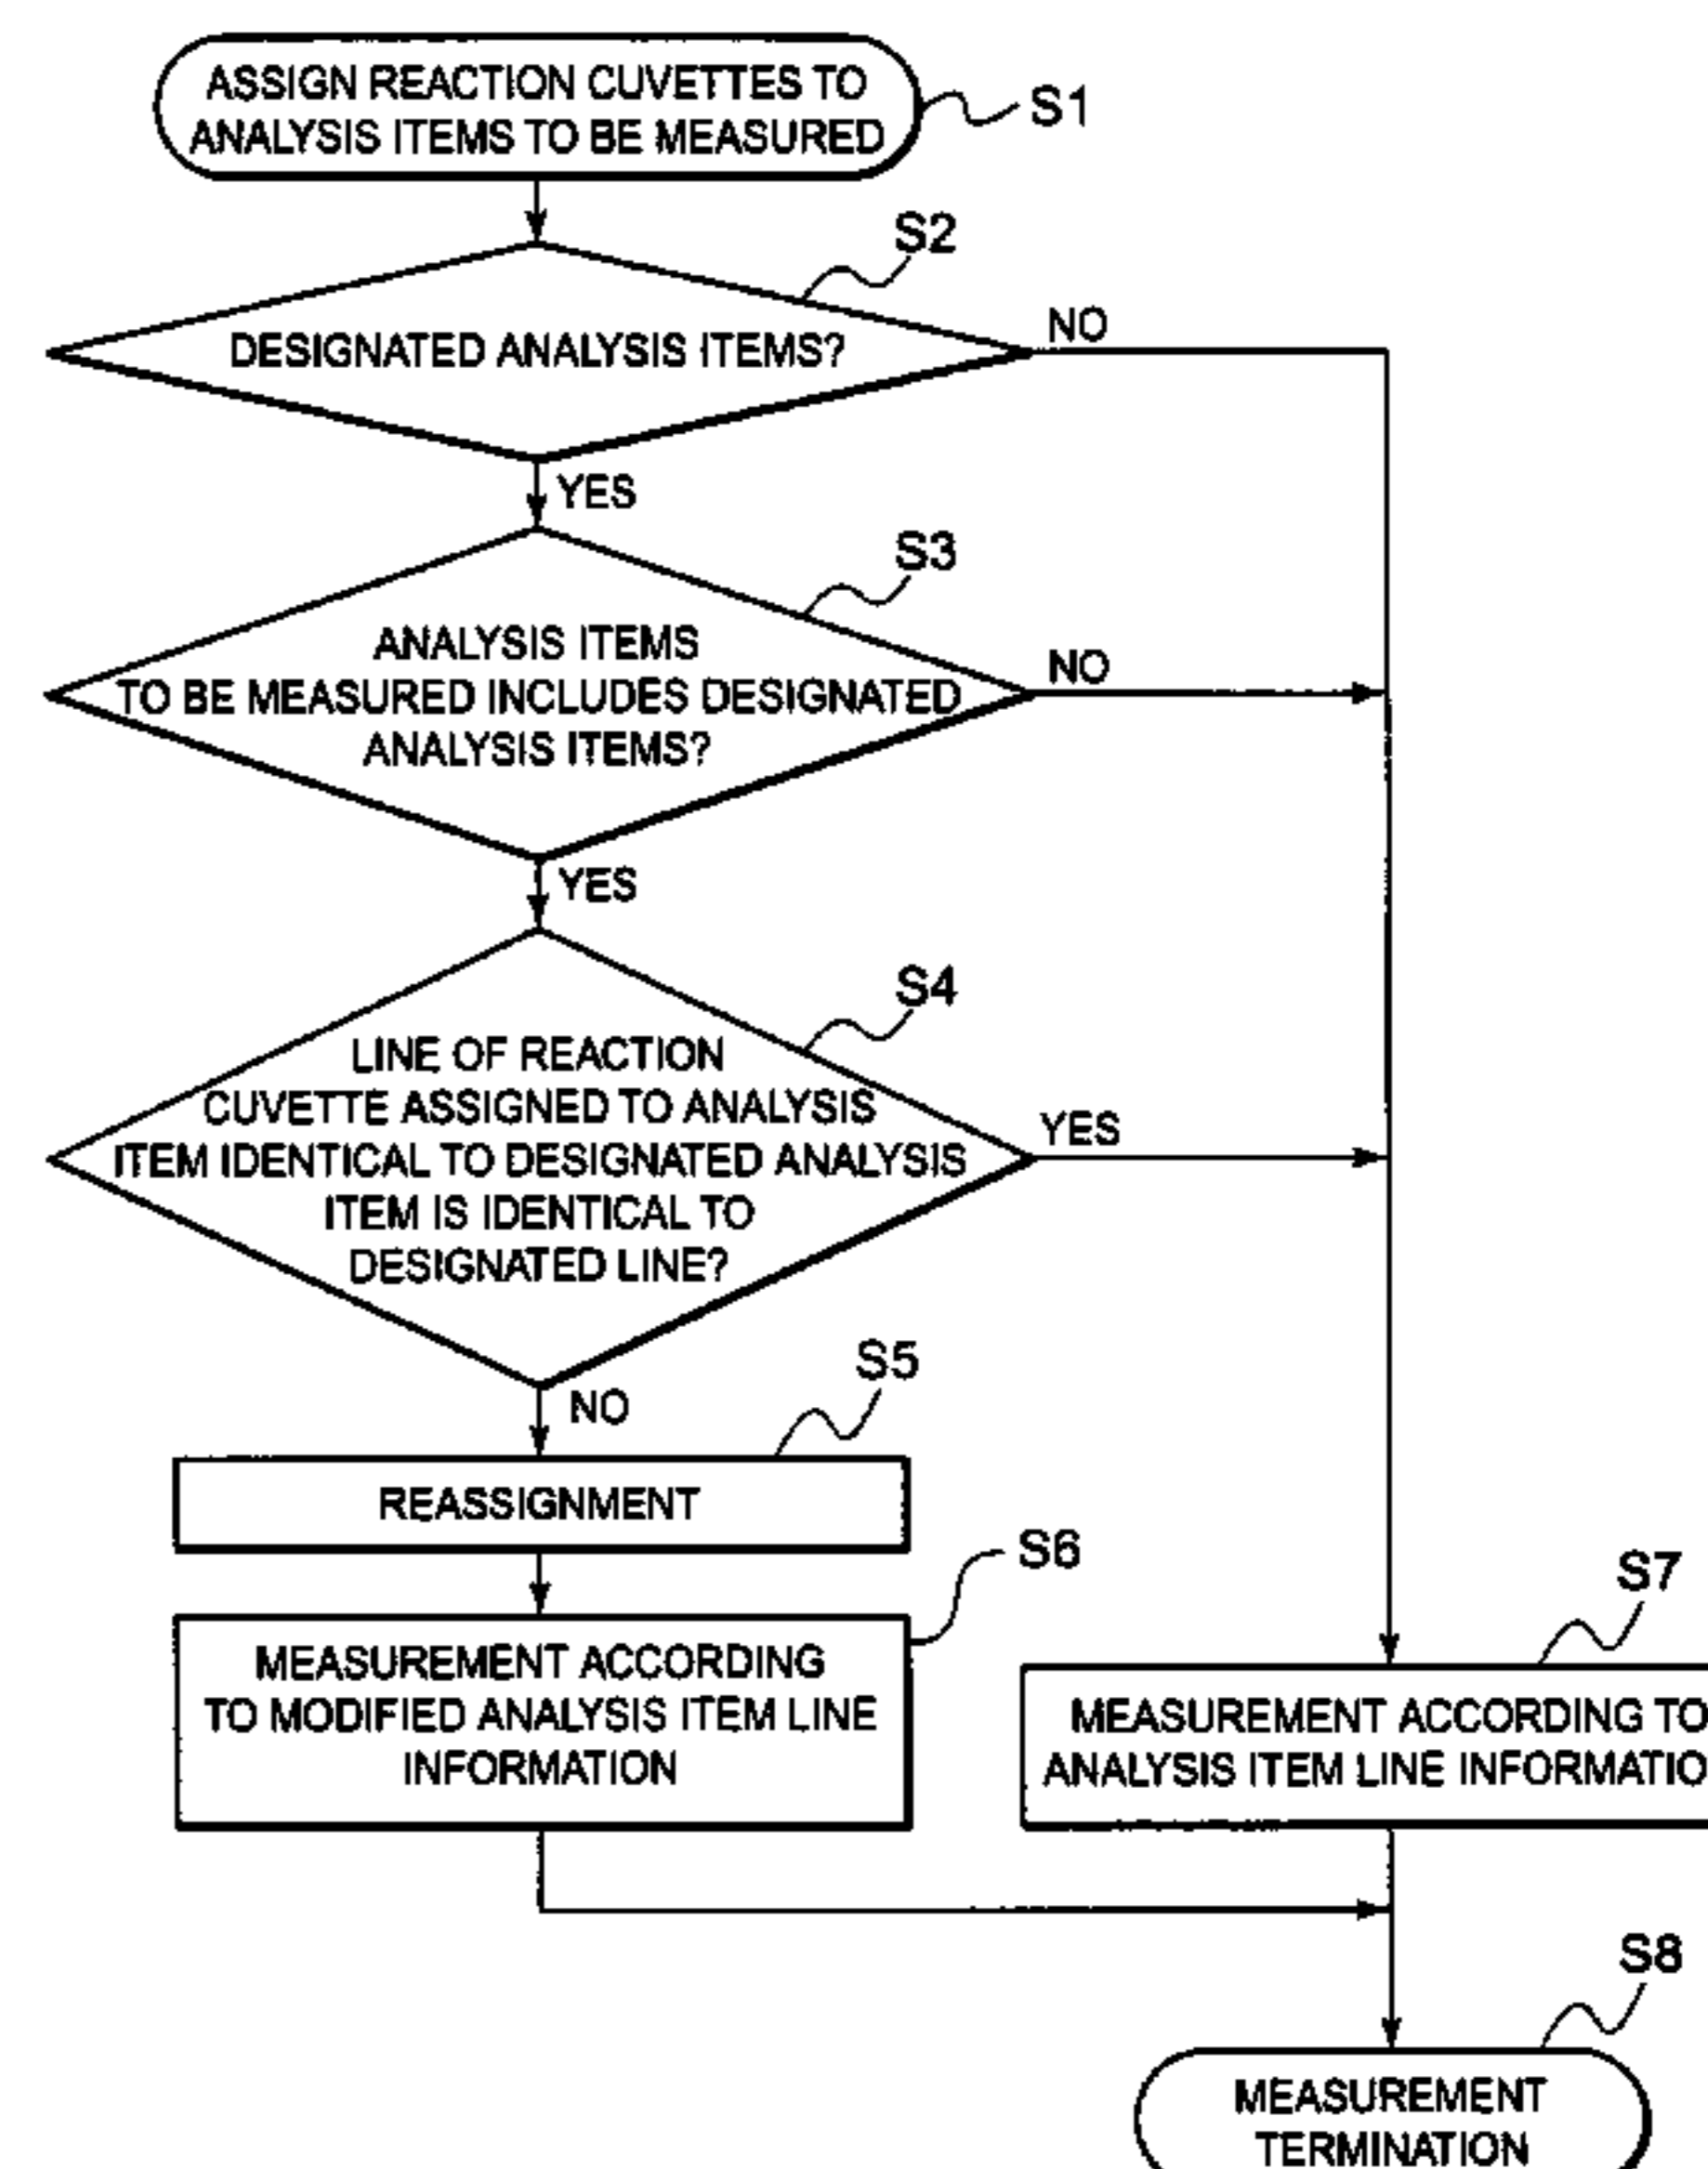 ASSIGN REACTION CUVETTES TO
ANALYSIS ITEMS TO BE MEASURED
S1
S2
DESIGNATED ANALYSIS ITEMS?
NO
YES
S3
ANALYSIS ITEMS
TO BE MEASURED INCLUDES DESIGNATED
ANALYSIS ITEMS?
NO
YES
S4
LINE OF REACTION
CUVETTE ASSIGNED TO ANALYSIS
ITEM IDENTICAL TO DESIGNATED ANALYSIS
ITEM IS IDENTICAL TO
DESIGNATED LINE?
YES
NO
S5
REASSIGNMENT
S6
MEASUREMENT ACCORDING
TO MODIFIED ANALYSIS ITEM LINE
INFORMATION
S7
MEASUREMENT ACCORDING TO
ANALYSIS ITEM LINE INFORMATIO
S8
MEASUREMENT
TERMINATION